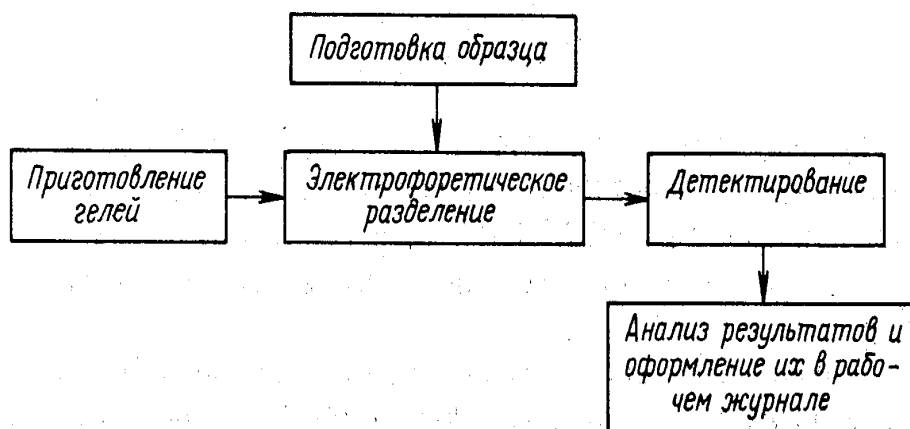 Подготовка образца
Приготовление
гелей
Электрофоретическое
разделение
Детектирование
Анализ результатов и
оформление их в рабо-
чем журнале